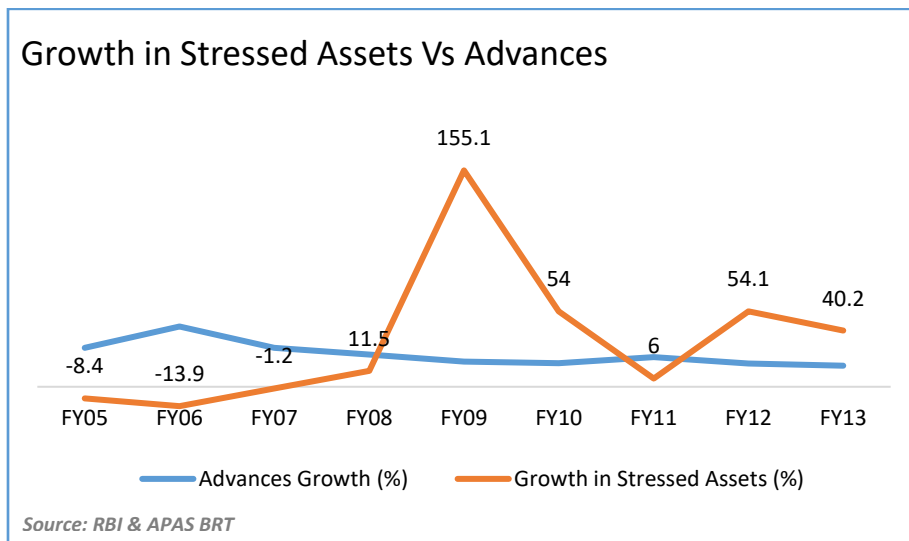 Growth in Stressed Assets Vs Advances
155.1
54
54.1
40.2
11.5
6
-1.2
-8.4
-13.9
FY05 FY06 FY07 FY08 FY09 FY10 FY11 FY12 FY13
Advances Growth (%) Growth in Stressed Assets (%)
Source: RBI & APAS BRT